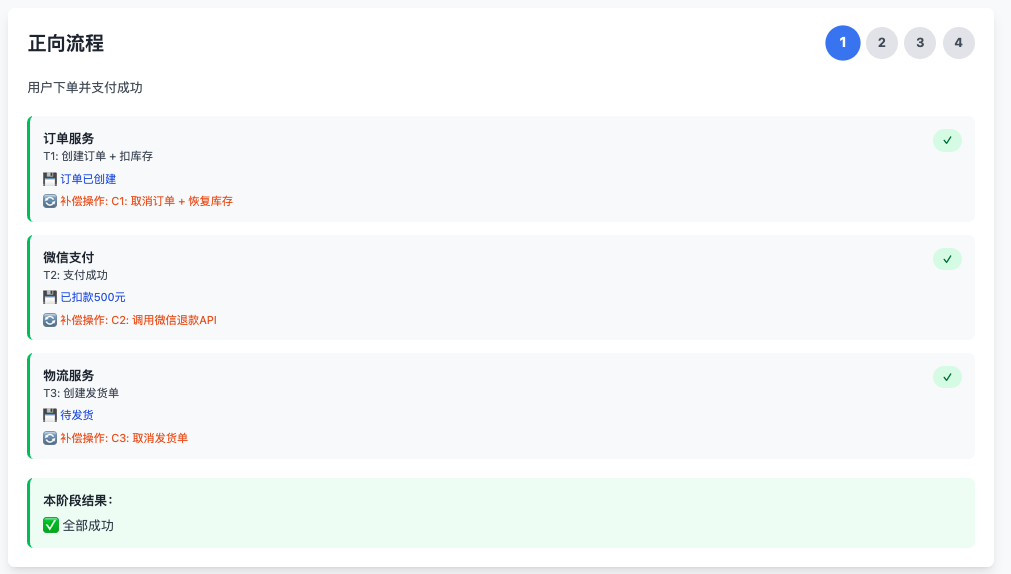 正向流程
1 2 3 4
用户下单并支付成功
订单服务
T1: 创建订单 + 扣库存
订单已创建
补偿操作: C1: 取消订单 + 恢复库存
微信支付
T2: 支付成功
已扣款500元
补偿操作: C2: 调用微信退款API
物流服务
T3: 创建发货单
待发货
补偿操作: C3: 取消发货单
本阶段结果：
全部成功